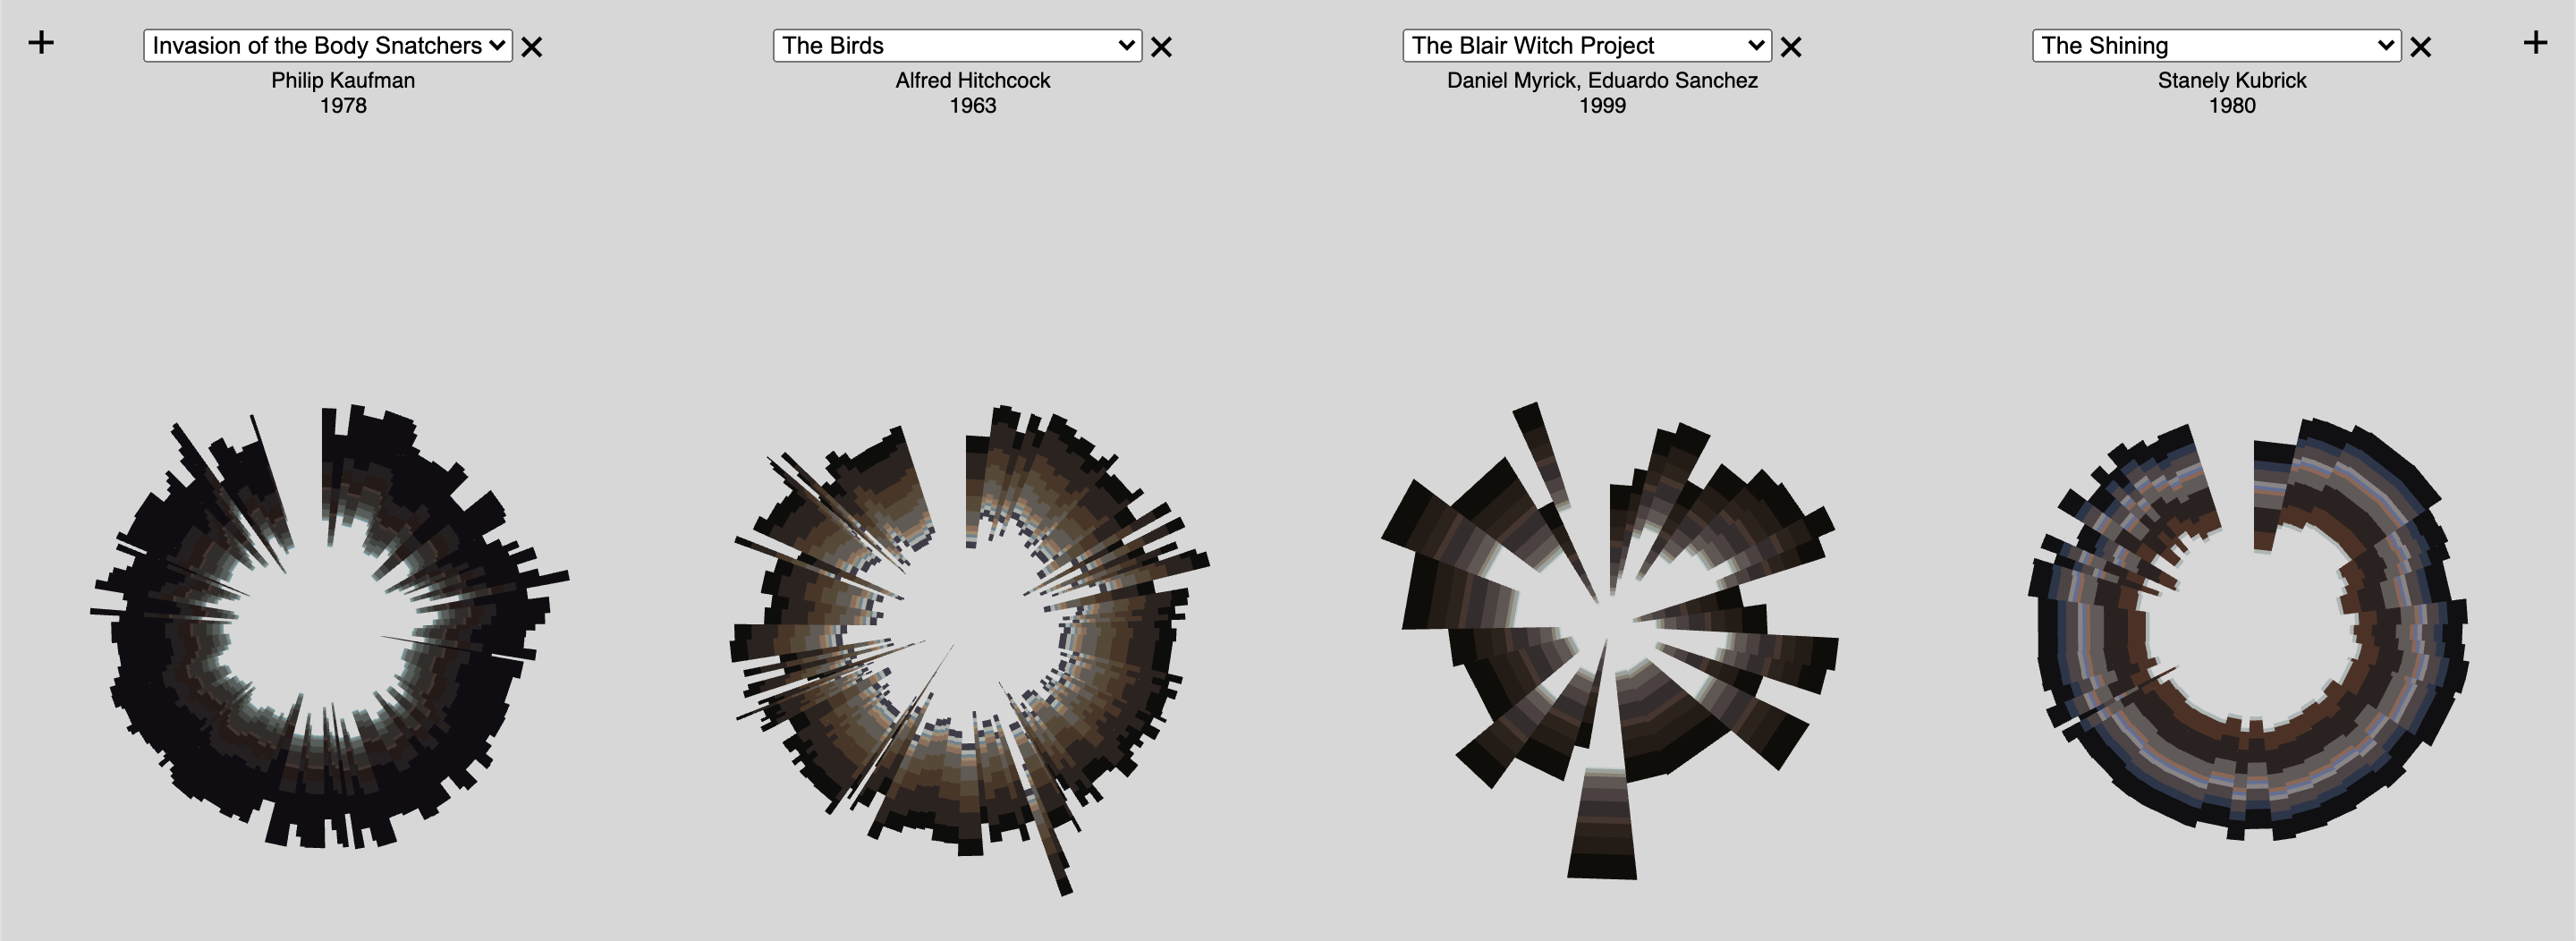 Invasion of the Body Snatchers
Philip Kaufman
1978
The Birds
Alfred Hitchcock
1963
The Blair Witch Project
Daniel Myrick, Eduardo Sanchez
1999
The Shining
Stanely Kubrick
1980